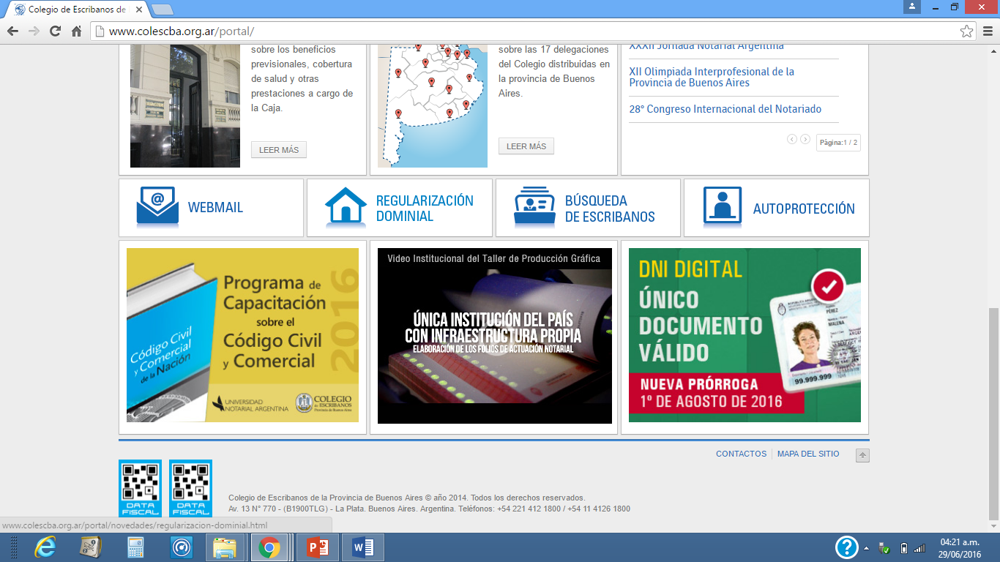 Colegio de Escribanos de
www.colescba.org.ar/portal/
sobre los beneficios
previsionales, cobertura
de salud y otras
prestaciones a cargo de
la Caja.
LEER MÁS
sobre las 17 delegaciones
del Colegio distribuidas en
la provincia de Buenos
Aires.
LEER MÁS
XXXII Jornada Notarial Argentina
XII Olimpiada Interprofesional de la
Provincia de Buenos Aires
28° Congreso Internacional del Notariado
Página:1 / 2
WEBMAIL
REGULARIZACIÓN
DOMINIAL
BÚSQUEDA
DE ESCRIBANOS
AUTOPROTECCIÓN
Código Civil
y Comercial
de la Nación
Programa de
Capacitación
sobre el
Código Civil
y Comercial
2016
UNIVERSIDAD
NOTARIAL ARGENTINA
COLEGIO
DE ESCRIBANOS
Provincia de Buenos Aires
Video Institucional del Taller de Producción Gráfica
ÚNICA INSTITUCIÓN DEL PAÍS
CON INFRAESTRUCTURA PROPIA
ELABORACIÓN DE LOS FOLIOS DE ACTUACIÓN NOTARIAL
DNI DIGITAL
ÚNICO
DOCUMENTO
VÁLIDO
NUEVA PRÓRROGA
1º DE AGOSTO DE 2016
PÉREZ
MALENA
99.999.999
CONTACTOS
MAPA DEL SITIO
DATA
FISCAL
DATA
FISCAL
Colegio de Escribanos de la Provincia de Buenos Aires © año 2014. Todos los derechos reservados.
Av. 13 N° 770 - (B1900TLG) - La Plata. Buenos Aires. Argentina. Teléfonos: +54 221 412 1800 / +54 11 4126 1800
www.colescba.org.ar/portal/novedades/regularizacion-dominial.html
04:21 a.m.
29/06/2016